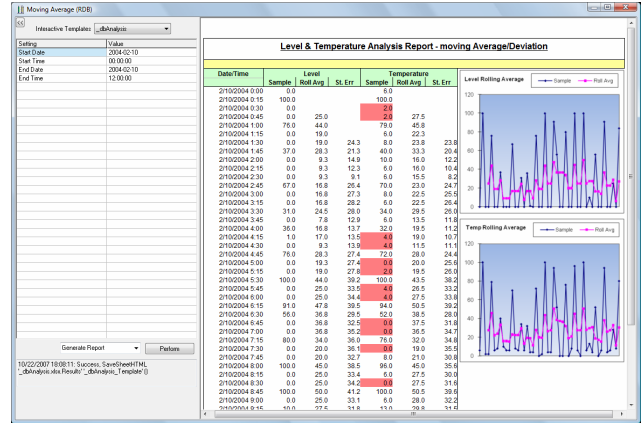 Moving Average (RDB)
Interactive Templates: _dbAnalysis
Setting Value
Start Date 2004-02-10
Start Time 00:00:00
End Date 2004-02-10
End Time 12:00:00
Generate Report Perform
10/22/2007 18:08:11: Success, SaveSheetHTML
'_dbAnalysis.xlsx.Results' '_dbAnalysis_Template' ()
Level & Temperature Analysis Report - moving Average/Deviation
Date/Time Level Temperature
Sample Roll Avg St. Err Sample Roll Avg St. Err
2/10/2004 0:00 0.0 6.0
2/10/2004 0:15 100.0 100.0
2/10/2004 0:30 0.0 2.0
2/10/2004 0:45 0.0 25.0 2.0 27.5
2/10/2004 1:00 76.0 44.0 79.0 45.8
2/10/2004 1:15 0.0 19.0 6.0 22.3
2/10/2004 1:30 0.0 19.0 24.3 8.0 23.8 23.8
2/10/2004 1:45 37.0 28.3 21.3 40.0 33.3 20.4
2/10/2004 2:00 0.0 9.3 14.9 10.0 16.0 12.2
2/10/2004 2:15 0.0 9.3 12.3 6.0 16.0 10.4
2/10/2004 2:30 0.0 9.3 9.1 6.0 15.5 8.2
2/10/2004 2:45 67.0 16.8 26.4 70.0 23.0 24.7
2/10/2004 3:00 0.0 16.8 27.3 8.0 22.5 25.5
2/10/2004 3:15 0.0 16.8 28.2 6.0 22.5 26.4
2/10/2004 3:30 31.0 24.5 28.0 34.0 29.5 26.0
2/10/2004 3:45 0.0 7.8 12.9 6.0 13.5 11.8
2/10/2004 4:00 36.0 16.8 13.7 32.0 19.5 11.2
2/10/2004 4:15 1.0 17.0 13.5 4.0 19.0 10.7
2/10/2004 4:30 0.0 9.3 13.9 4.0 11.5 11.1
2/10/2004 4:45 76.0 28.3 27.4 72.0 28.0 24.4
2/10/2004 5:00 0.0 19.3 27.4 0.0 20.0 25.6
2/10/2004 5:15 0.0 19.0 27.8 2.0 19.5 26.0
2/10/2004 5:30 100.0 44.0 39.2 100.0 43.5 38.2
2/10/2004 5:45 0.0 25.0 33.5 4.0 26.5 33.2
2/10/2004 6:00 0.0 25.0 34.4 4.0 27.5 33.8
2/10/2004 6:15 91.0 47.8 39.5 94.0 50.5 39.2
2/10/2004 6:30 56.0 36.8 29.5 52.0 38.5 28.0
2/10/2004 6:45 0.0 36.8 32.5 0.0 37.5 31.8
2/10/2004 7:00 0.0 36.8 35.2 0.0 36.5 34.7
2/10/2004 7:15 80.0 34.0 36.0 76.0 32.0 34.8
2/10/2004 7:30 0.0 20.0 36.1 0.0 19.0 35.5
2/10/2004 7:45 0.0 20.0 32.7 8.0 21.0 30.8
2/10/2004 8:00 100.0 45.0 38.5 96.0 45.0 35.6
2/10/2004 8:15 0.0 25.0 33.4 6.0 27.5 30.0
2/10/2004 8:30 0.0 25.0 34.2 0.0 27.5 31.6
2/10/2004 8:45 100.0 50.0 41.2 100.0 50.5 39.6
2/10/2004 9:00 0.0 25.0 33.1 6.0 28.0 32.2
2/10/2004 9:15 10.0 27.5 31.8 13.0 29.8 31.5
Level Rolling Average Sample Roll Avg
120
100
80
60
40
20
0
Temp Rolling Average Sample Roll Avg
120
100
80
60
40
20
0